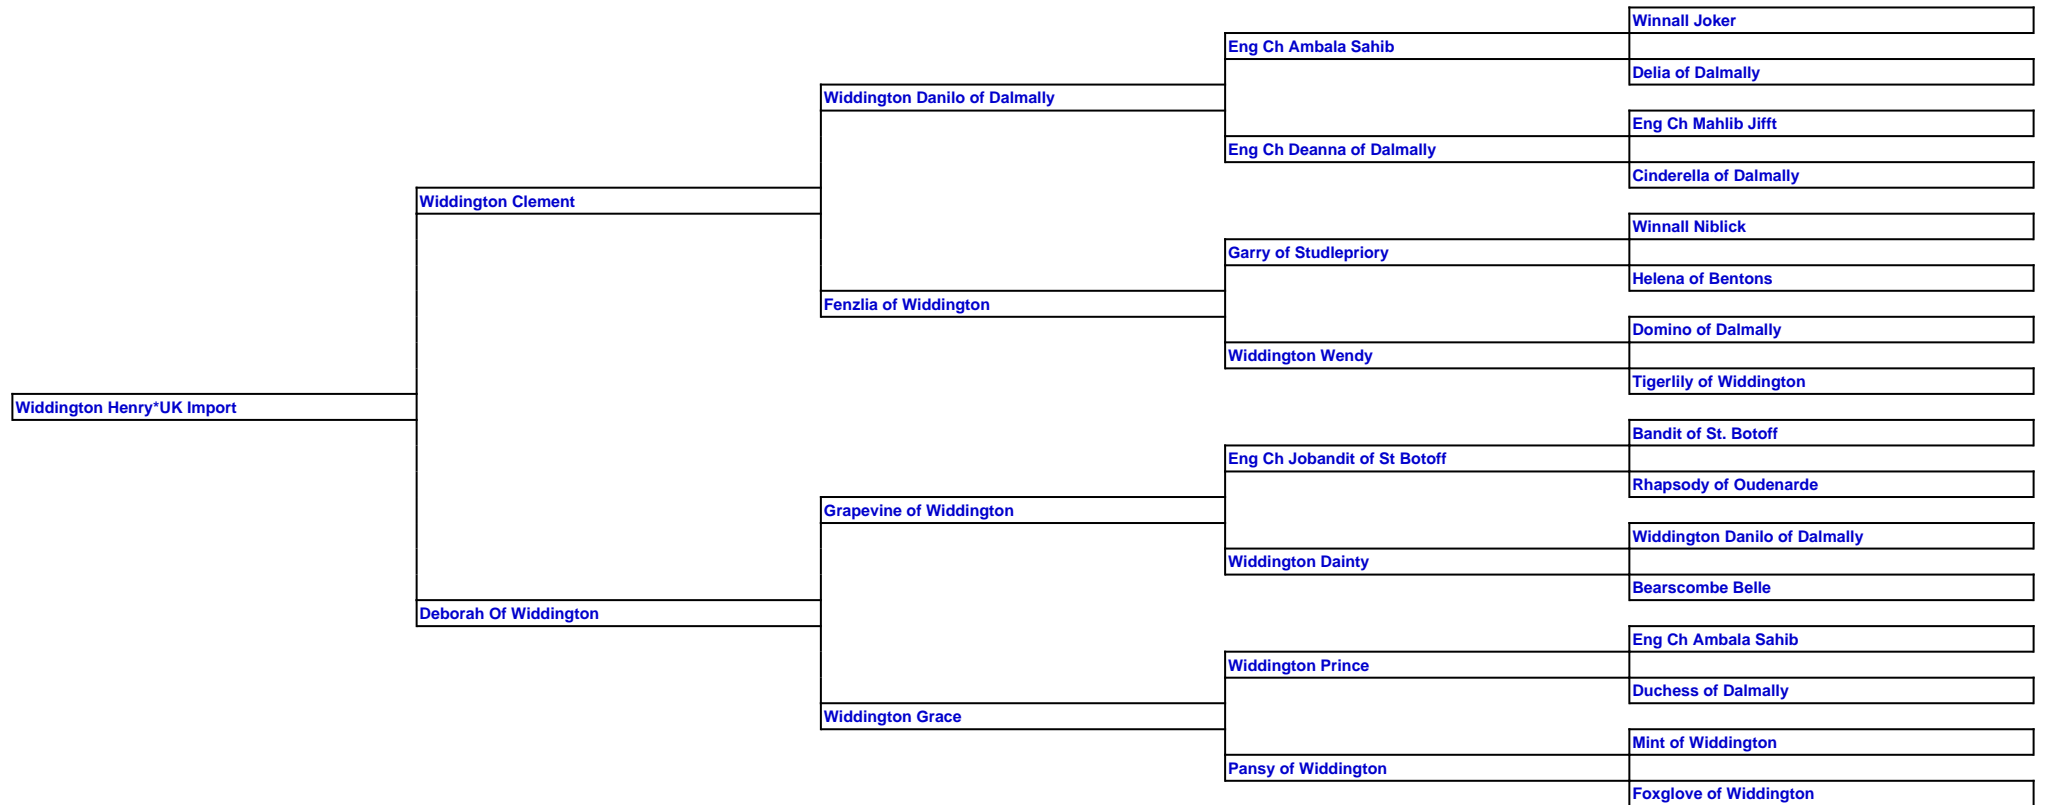 Winnall Joker
Eng Ch Ambala Sahib
Delia of Dalmally
Widdington Danilo of Dalmally
Eng Ch Mahlib Jifft
Eng Ch Deanna of Dalmally
Cinderella of Dalmally
Widdington Clement
Winnall Niblick
Garry of Studlepriory
Helena of Bentons
Fenzlia of Widdington
Domino of Dalmally
Widdington Wendy
Tigerlily of Widdington
Widdington Henry*UK Import
Bandit of St. Botoff
Eng Ch Jobandit of St Botoff
Rhapsody of Oudenarde
Grapevine of Widdington
Widdington Danilo of Dalmally
Widdington Dainty
Bearscombe Belle
Deborah Of Widdington
Eng Ch Ambala Sahib
Widdington Prince
Duchess of Dalmally
Widdington Grace
Mint of Widdington
Pansy of Widdington
Foxglove of Widdington